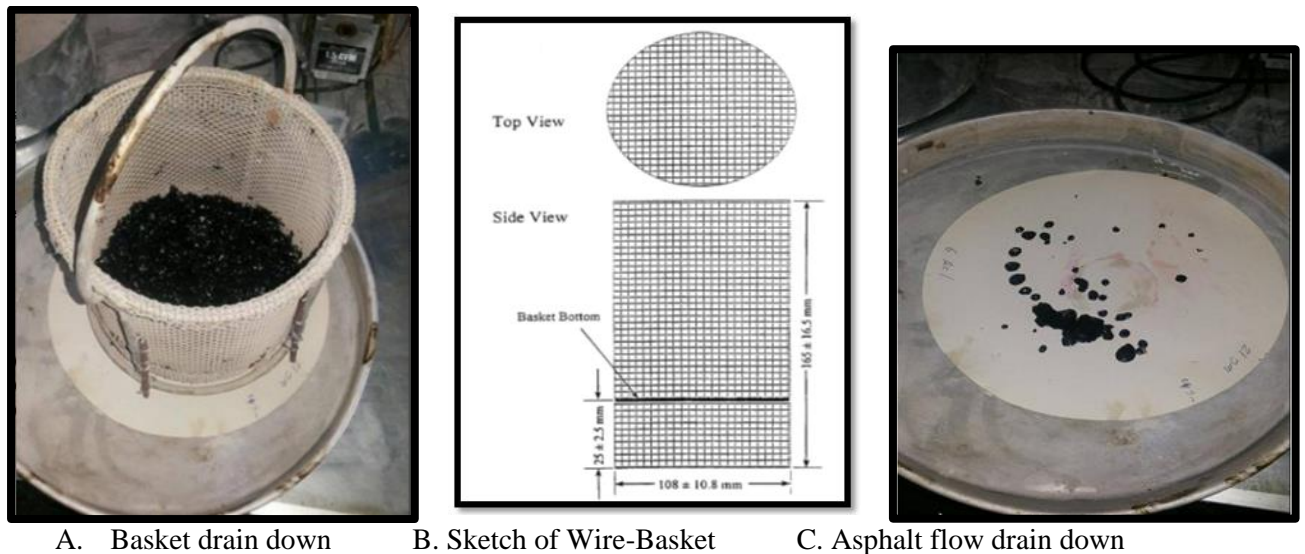 Top View
Side View
Basket Bottom
25 ± 2.5 mm
165 ± 16.5 mm
108 ± 10.8 mm
A. Basket drain down
B. Sketch of Wire-Basket
C. Asphalt flow drain down